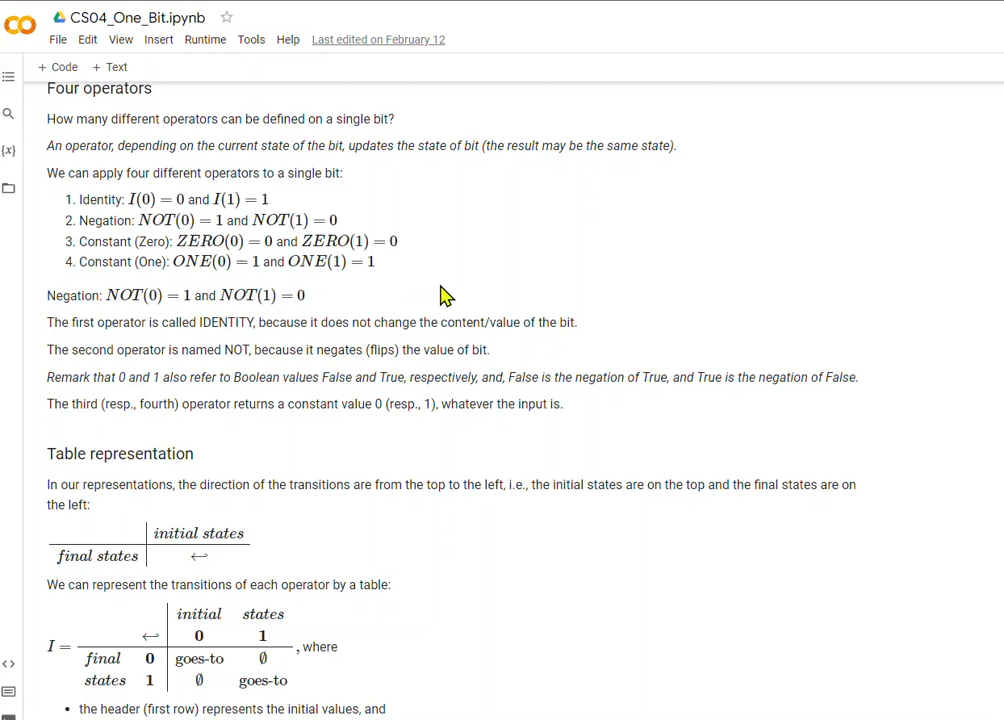 CS04_One_Bit.ipynb
File Edit View Insert Runtime Tools Help Last edited on February 12
+ Code + Text
Four operators
How many different operators can be defined on a single bit?
An operator, depending on the current state of the bit, updates the state of bit (the result may be the same state).
We can apply four different operators to a single bit:
1. Identity: I(0) = 0 and I(1) = 1
2. Negation: NOT(0) = 1 and NOT(1) = 0
3. Constant (Zero): ZERO(0) = 0 and ZERO(1) = 0
4. Constant (One): ONE(0) = 1 and ONE(1) = 1
Negation: NOT(0) = 1 and NOT(1) = 0
The first operator is called IDENTITY, because it does not change the content/value of the bit.
The second operator is named NOT, because it negates (flips) the value of bit.
Remark that 0 and 1 also refer to Boolean values False and True, respectively, and, False is the negation of True, and True is the negation of False.
The third (resp., fourth) operator returns a constant value 0 (resp., 1), whatever the input is.
Table representation
In our representations, the direction of the transitions are from the top to the left, i.e., the initial states are on the top and the final states are on
the left:
initial states
final states ↩
We can represent the transitions of each operator by a table:
initial states
↩ 0 1
I = , where
final 0 goes-to ∅
states 1 ∅ goes-to
• the header (first row) represents the initial values, and